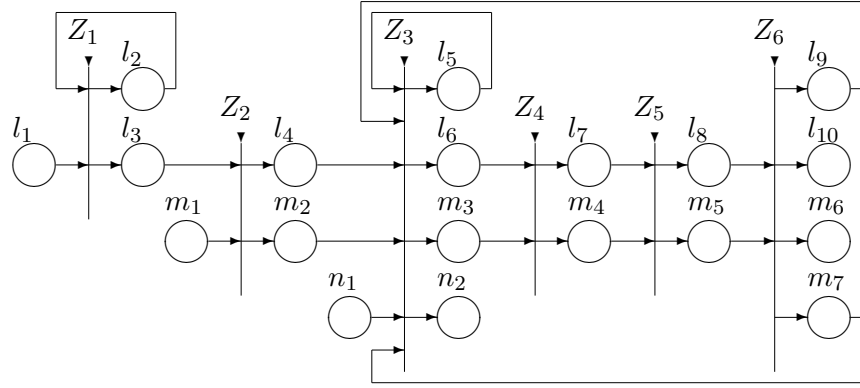 Z₁ Z₃ Z₆
l₂ l₅ l₉
Z₂ Z₄ Z₅
l₁ l₃ l₄ l₆ l₇ l₈ l₁₀
m₁ m₂ m₃ m₄ m₅ m₆
n₁ n₂ m₇